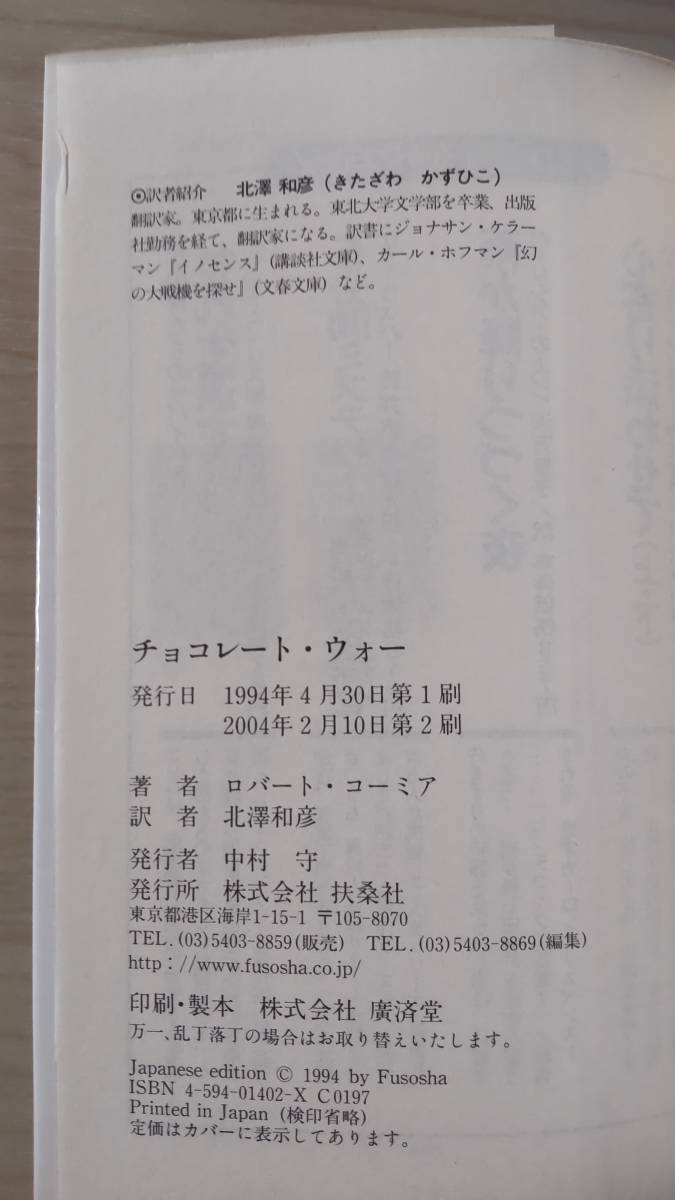 ◉訳者紹介　北澤 和彦（きたざわ　かずひこ）
翻訳家。東京都に生まれる。東北大学文学部を卒業、出版
社勤務を経て、翻訳家になる。訳書にジョナサン・ケラー
マン『イノセンス』（講談社文庫）、カール・ホフマン『幻
の大戦機を探せ』（文春文庫）など。
チョコレート・ウォー
発行日　1994年4月30日第1刷
2004年2月10日第2刷
著　者　ロバート・コーミア
訳　者　北澤和彦
発行者　中村　守
発行所　株式会社 扶桑社
東京都港区海岸1-15-1 〒105-8070
TEL.(03)5403-8859(販売)　TEL.(03)5403-8869(編集)
http://www.fusosha.co.jp/
印刷・製本　株式会社 廣済堂
万一、乱丁落丁の場合はお取り替えいたします。
Japanese edition © 1994 by Fusosha
ISBN 4-594-01402-X C0197
Printed in Japan（検印省略）
定価はカバーに表示してあります。